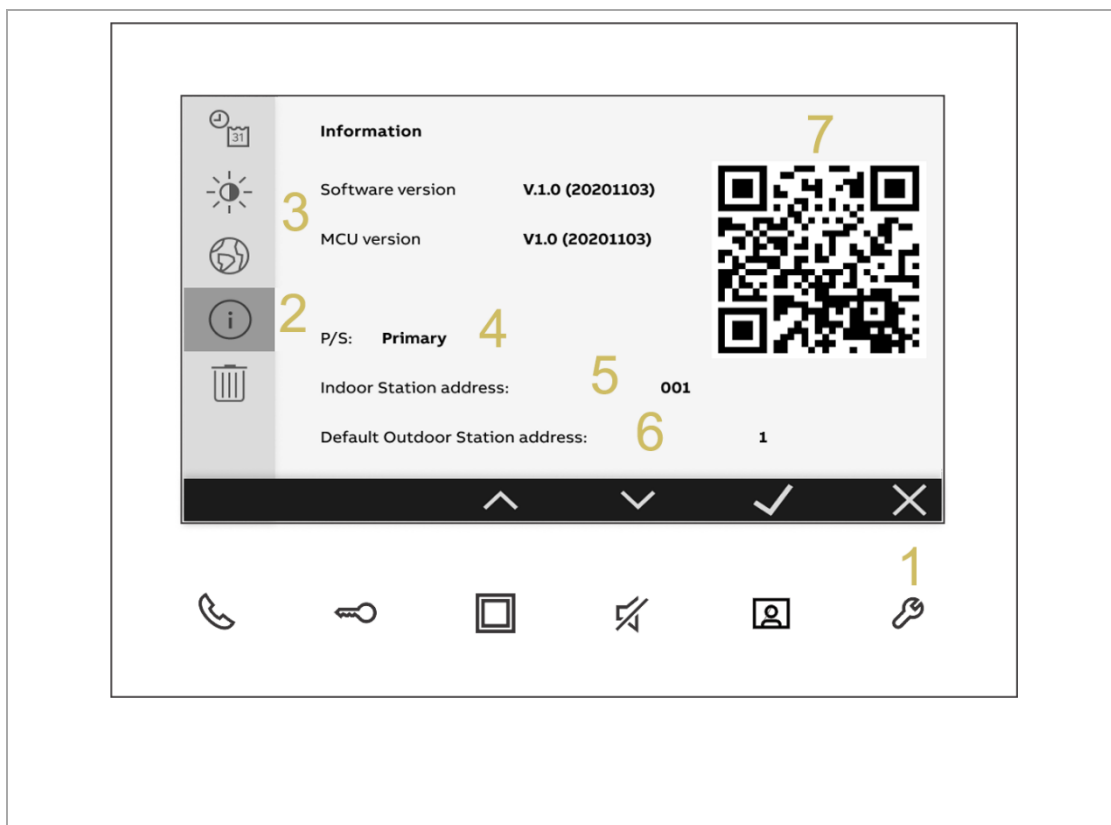 7
31
Information
Software version V.1.0 (20201103)
3
MCU version V1.0 (20201103)
2
P/S: Primary 4
Indoor Station address: 5 001
Default Outdoor Station address: 6 1
1